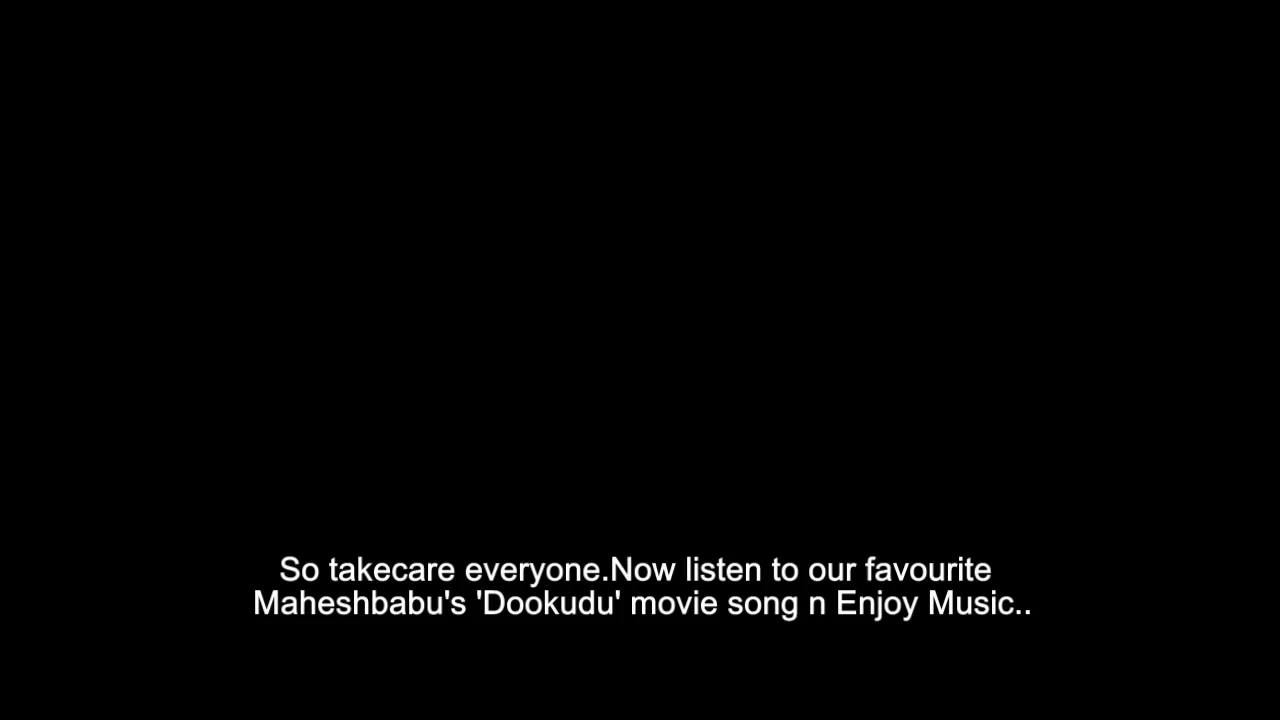 So takecare everyone.Now listen to our favourite
Maheshbabu's 'Dookudu' movie song n Enjoy Music..